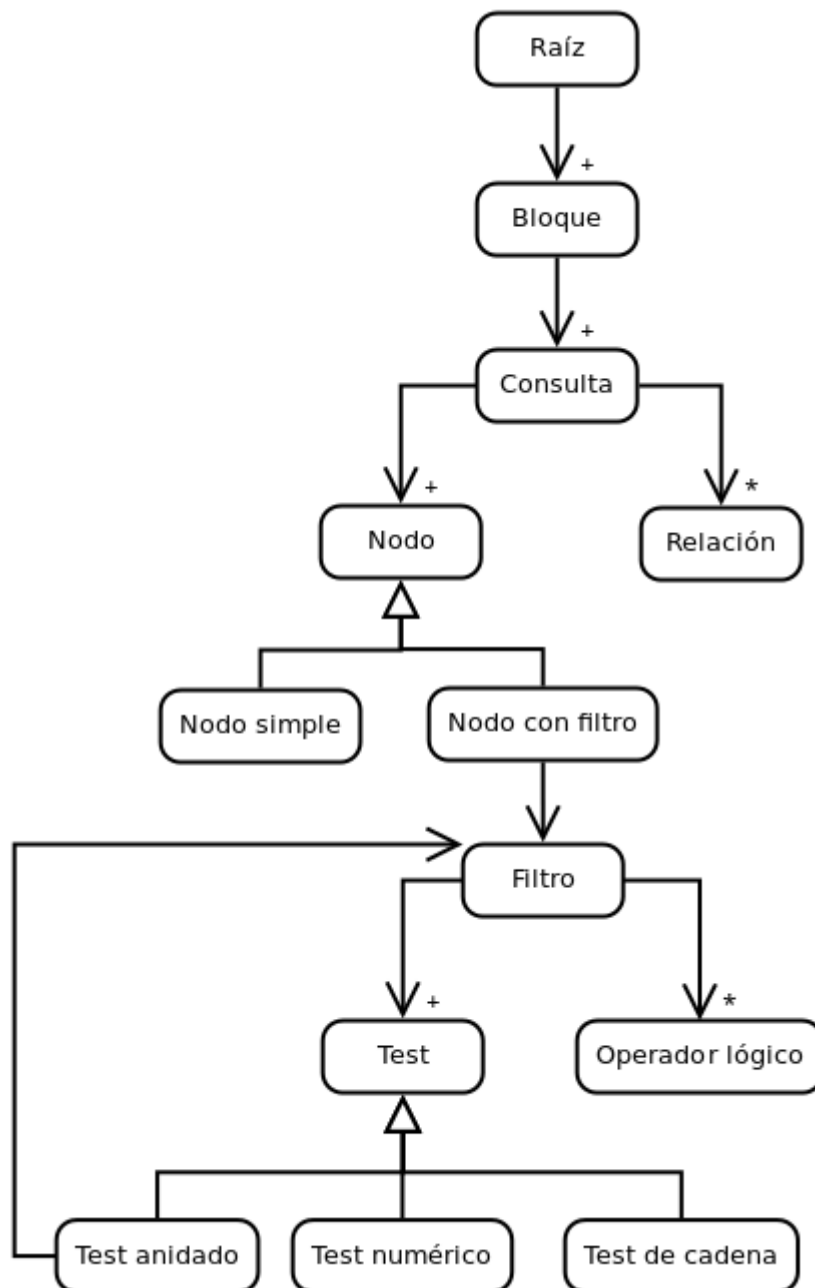 Raíz
+
Bloque
+
Consulta
+
*
Nodo
Relación
Nodo simple
Nodo con filtro
Filtro
+
*
Test
Operador lógico
Test anidado
Test numérico
Test de cadena